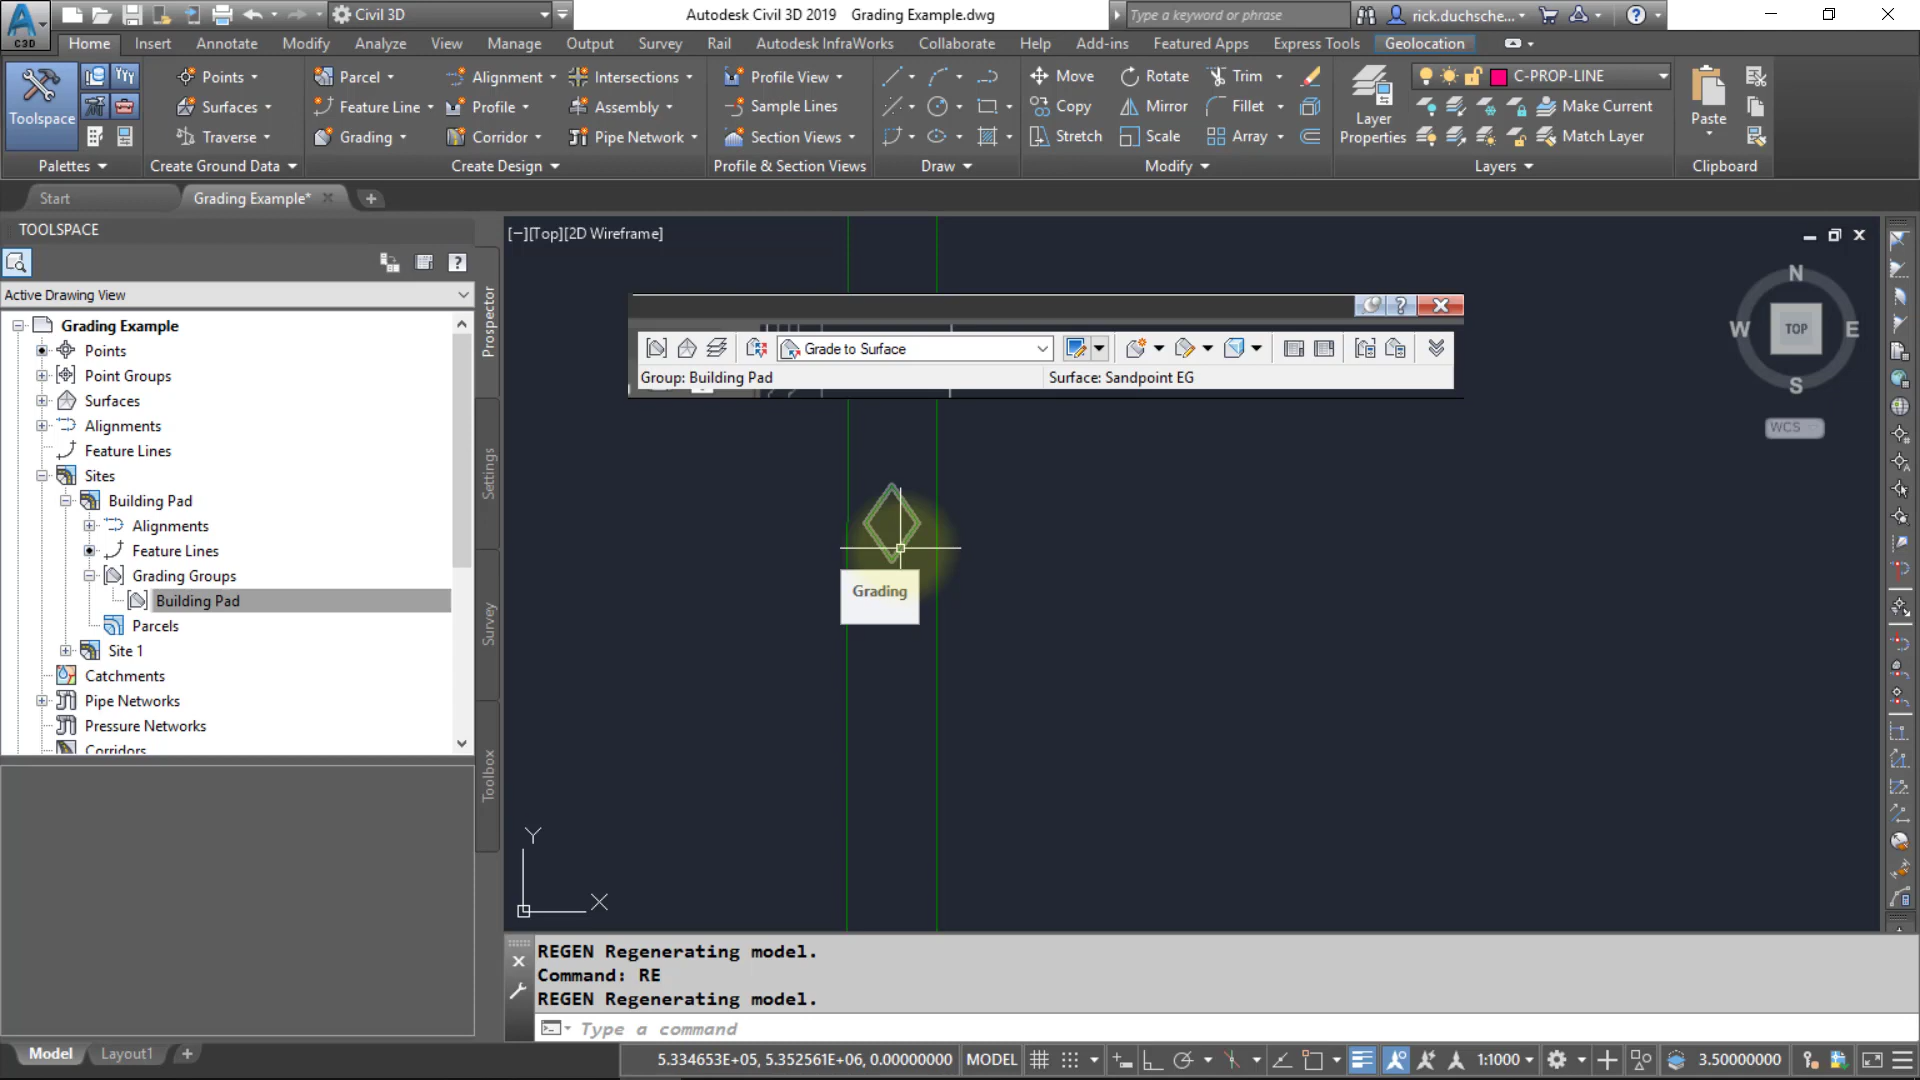 C3D
Civil 3D
Autodesk Civil 3D 2019 Grading Example.dwg
Type a keyword or phrase
rick.duchsche...
Home Insert Annotate Modify Analyze View Manage Output Survey Rail Autodesk InfraWorks Collaborate Help Add-ins Featured Apps Express Tools Geolocation
Toolspace
Palettes
Points
Surfaces
Traverse
Create Ground Data
Parcel
Feature Line
Grading
Alignment
Profile
Corridor
Intersections
Assembly
Pipe Network
Create Design
Profile View
Sample Lines
Section Views
Profile & Section Views
Draw
Move
Copy
Stretch
Rotate
Mirror
Scale
Trim
Fillet
Array
Modify
Layer
Properties
C-PROP-LINE
Make Current
Match Layer
Layers
Paste
Clipboard
Start
Grading Example*
TOOLSPACE
Active Drawing View
Grading Example
Points
Point Groups
Surfaces
Alignments
Feature Lines
Sites
Building Pad
Alignments
Feature Lines
Grading Groups
Building Pad
Parcels
Site 1
Catchments
Pipe Networks
Pressure Networks
Corridors
Prospector
Settings
Survey
Toolbox
[−][Top][2D Wireframe]
Grade to Surface
Group: Building Pad
Surface: Sandpoint EG
Grading
N
W TOP E
S
WCS
Y
X
REGEN Regenerating model.
Command: RE
REGEN Regenerating model.
Type a command
Model Layout1
5.334653E+05, 5.352561E+06, 0.00000000 MODEL 1:1000 3.50000000